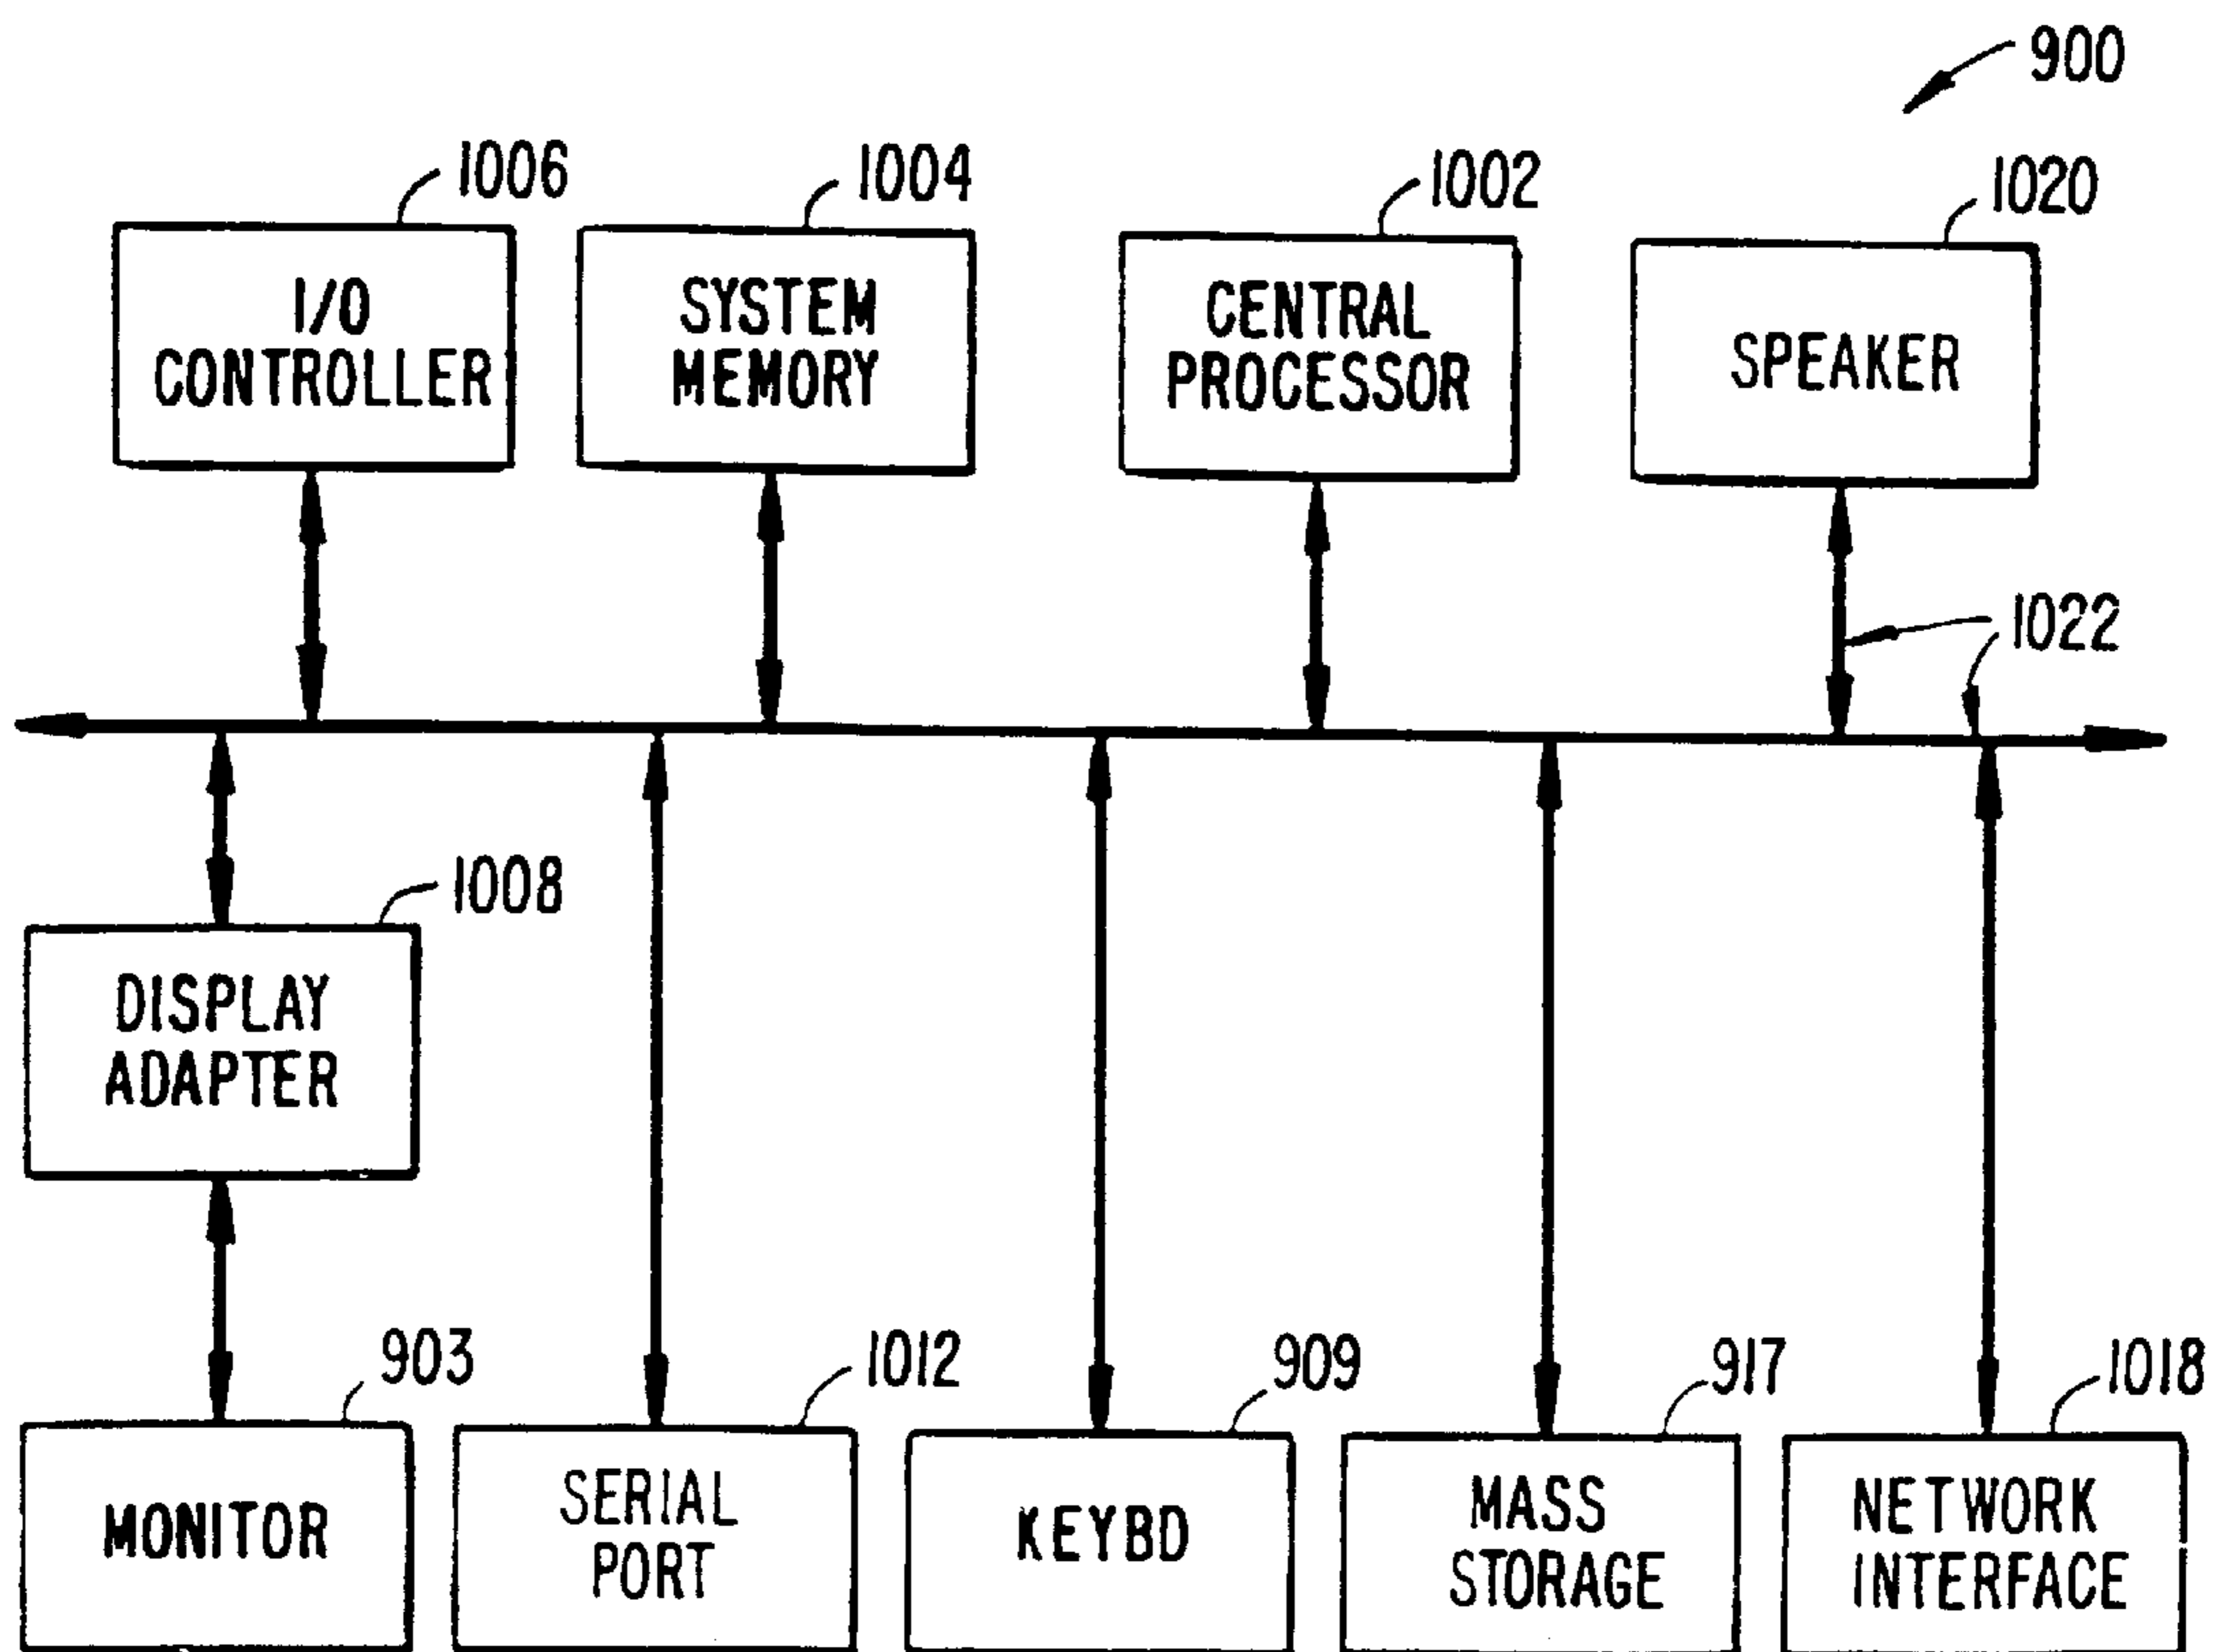 900
1006
1004
1002
1020
I/O
CONTROLLER
SYSTEM
MEMORY
CENTRAL
PROCESSOR
SPEAKER
1022
1008
DISPLAY
ADAPTER
903
1012
909
917
1018
MONITOR
SERIAL
PORT
KEYBD
MASS
STORAGE
NETWORK
INTERFACE